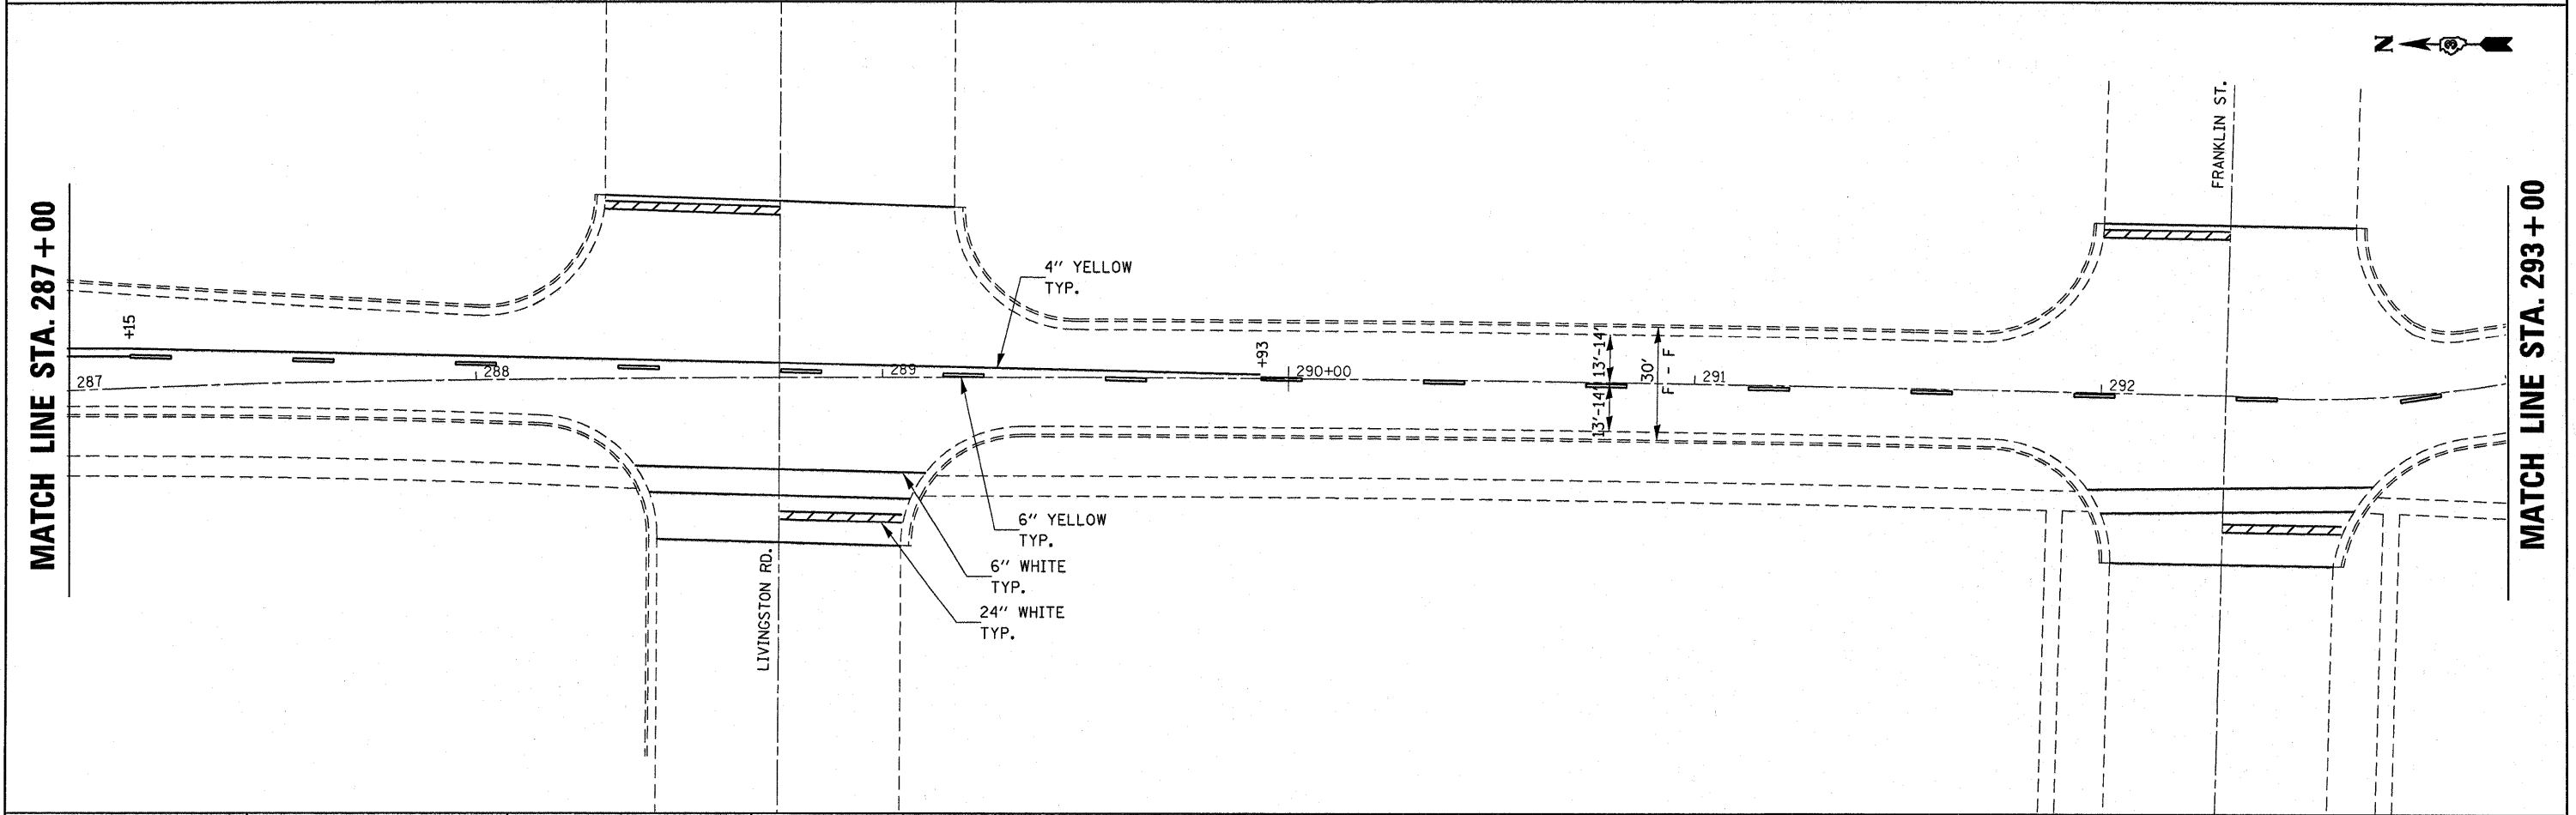 N
3
FRANKLIN ST.
MATCH LINE STA. 287+00
MATCH LINE STA. 293+00
4" YELLOW
TYP.
+15
+93
287
288
289
290+00
291
292
13'-14'
30'
F - F
13'-14'
6" YELLOW
TYP.
6" WHITE
TYP.
24" WHITE
TYP.
LIVINGSTON RD.